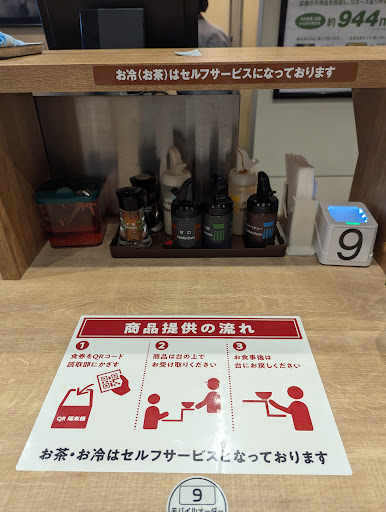 約944m
お冷(お茶)はセルフサービスになっております
甘口
9
商品提供の流れ
1
食券をQRコード
読取部にかざす
QR 端末機
2
商品は台の上で
お受け取りください
3
お食事後は
台にお戻しください
お茶・お冷はセルフサービスとなっております
9
モバイルオーダー